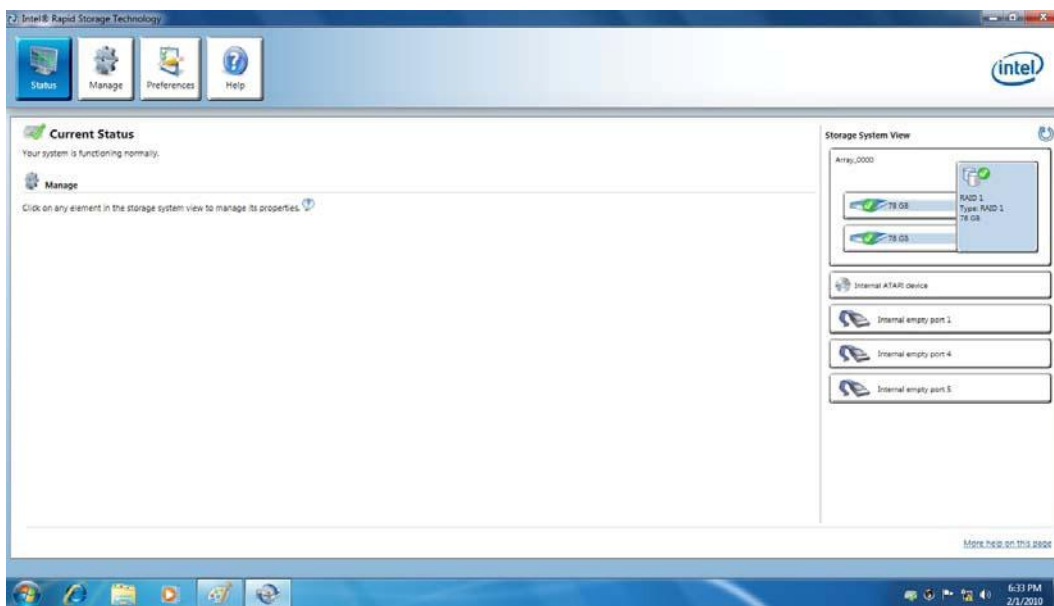 Intel® Rapid Storage Technology
Status
Manage
Preferences
Help
intel
Current Status
Your system is functioning normally.
Manage
Click on any element in the storage system view to manage its properties.
Storage System View
Array_0000
78 GB
78 GB
RAID 1
Type: RAID 1
78 GB
Internal ATAPI device
Internal empty port 1
Internal empty port 4
Internal empty port 5
More help on this page
6:33 PM
2/1/2010